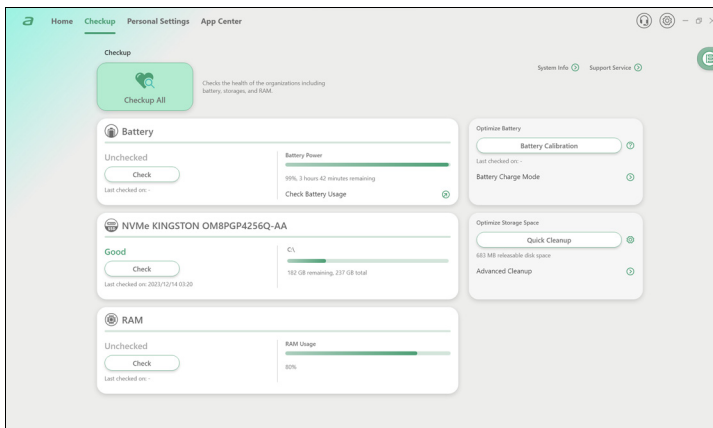 a
Home Checkup Personal Settings App Center
Checkup
System Info Support Service
Checkup All
Checks the health of the organizations including
battery, storages, and RAM.
Battery
Unchecked
Check
Last checked on: -
Battery Power
99%, 3 hours 42 minutes remaining
Check Battery Usage
Optimize Battery
Battery Calibration
Last checked on: -
Battery Charge Mode
NVMe KINGSTON OM8PGP4256Q-AA
Good
Check
Last checked on: 2023/12/14 03:20
C:\
182 GB remaining, 237 GB total
Optimize Storage Space
Quick Cleanup
683 MB releasable disk space
Advanced Cleanup
RAM
Unchecked
Check
Last checked on: -
RAM Usage
80%